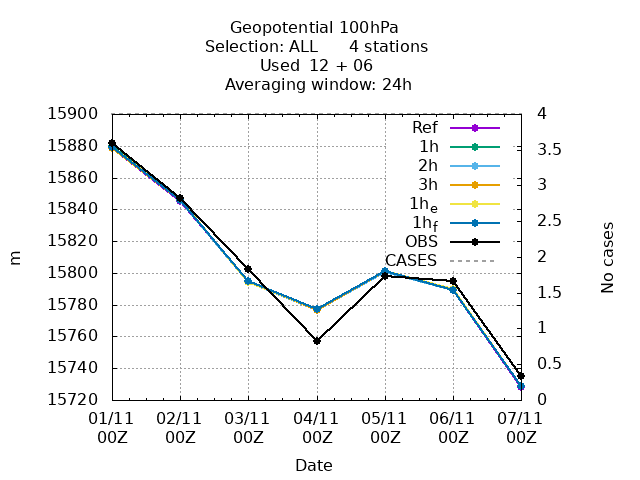 Geopotential 100hPa
Selection: ALL 4 stations
Used 12 + 06
Averaging window: 24h
15900
15880
15860
15840
15820
15800
15780
15760
15740
15720
m
4
3.5
3
2.5
2
1.5
1
0.5
0
No cases
Ref
1h
2h
3h
1he
1hf
OBS
CASES
01/11 02/11 03/11 04/11 05/11 06/11 07/11
00Z 00Z 00Z 00Z 00Z 00Z 00Z
Date